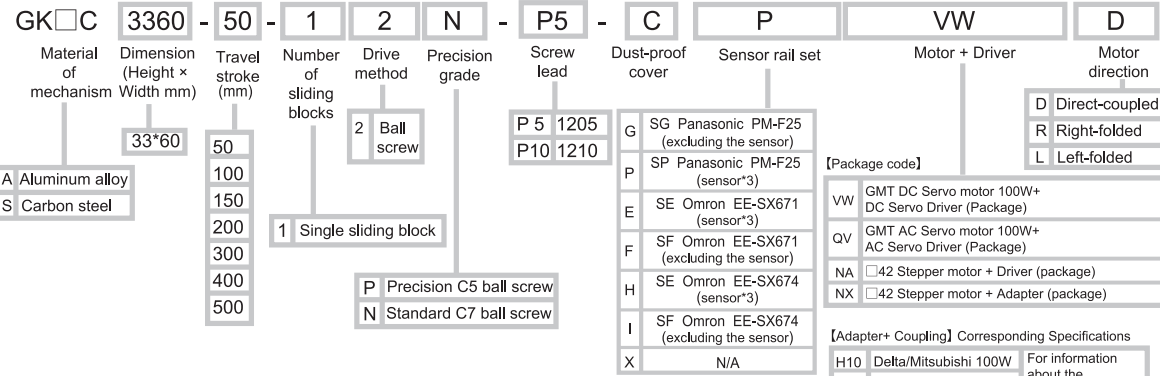 GK□C 3360 - 50 - 1 2 N - P5 - C P VW D
Material of mechanism
A Aluminum alloy
S Carbon steel
Dimension (Height × Width mm)
33*60
Travel stroke (mm)
50
100
150
200
300
400
500
Number of sliding blocks
1 Single sliding block
Drive method
2 Ball screw
Precision grade
P Precision C5 ball screw
N Standard C7 ball screw
Screw lead
P 5 1205
P10 1210
Dust-proof cover
Sensor rail set
G SG Panasonic PM-F25 (excluding the sensor)
P SP Panasonic PM-F25 (sensor*3)
E SE Omron EE-SX671 (sensor*3)
F SF Omron EE-SX671 (excluding the sensor)
H SE Omron EE-SX674 (sensor*3)
I SF Omron EE-SX674 (excluding the sensor)
X N/A
Motor + Driver
【Package code】
VW GMT DC Servo motor 100W+ DC Servo Driver (Package)
QV GMT AC Servo motor 100W+ AC Servo Driver (Package)
NA □42 Stepper motor + Driver (package)
NX □42 Stepper motor + Adapter (package)
【Adapter+ Coupling】 Corresponding Specifications
H10 Delta/Mitsubishi 100W For information
about the
Motor direction
D Direct-coupled
R Right-folded
L Left-folded